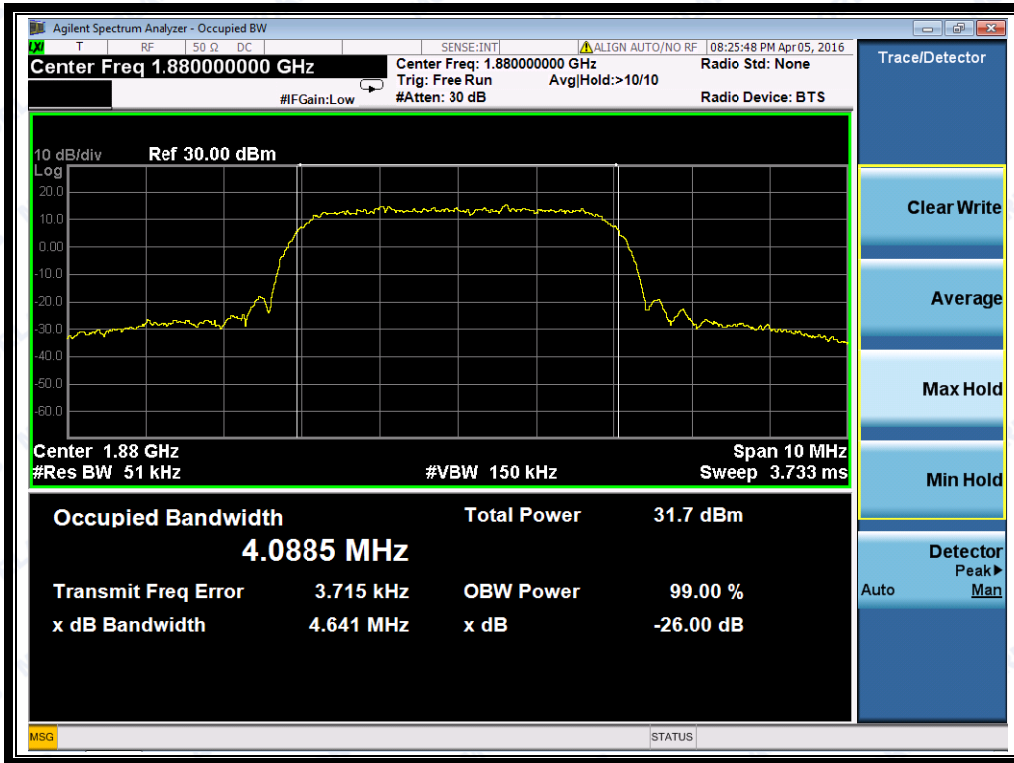 Agilent Spectrum Analyzer - Occupied BW
LXI T RF 50 Ω DC SENSE:INT ALIGN AUTO/NO RF 08:25:48 PM Apr 05, 2016
Center Freq 1.880000000 GHz
Center Freq: 1.880000000 GHz
Radio Std: None
Trig: Free Run Avg|Hold:>10/10
#IFGain:Low
#Atten: 30 dB
Radio Device: BTS
10 dB/div Ref 30.00 dBm
Log
20.0
10.0
0.00
-10.0
-20.0
-30.0
-40.0
-50.0
-60.0
Center 1.88 GHz Span 10 MHz
#Res BW 51 kHz #VBW 150 kHz Sweep 3.733 ms
Occupied Bandwidth Total Power 31.7 dBm
4.0885 MHz
Transmit Freq Error 3.715 kHz OBW Power 99.00 %
x dB Bandwidth 4.641 MHz x dB -26.00 dB
Trace/Detector
Clear Write
Average
Max Hold
Min Hold
Detector
Peak▶
Auto Man
MSG STATUS